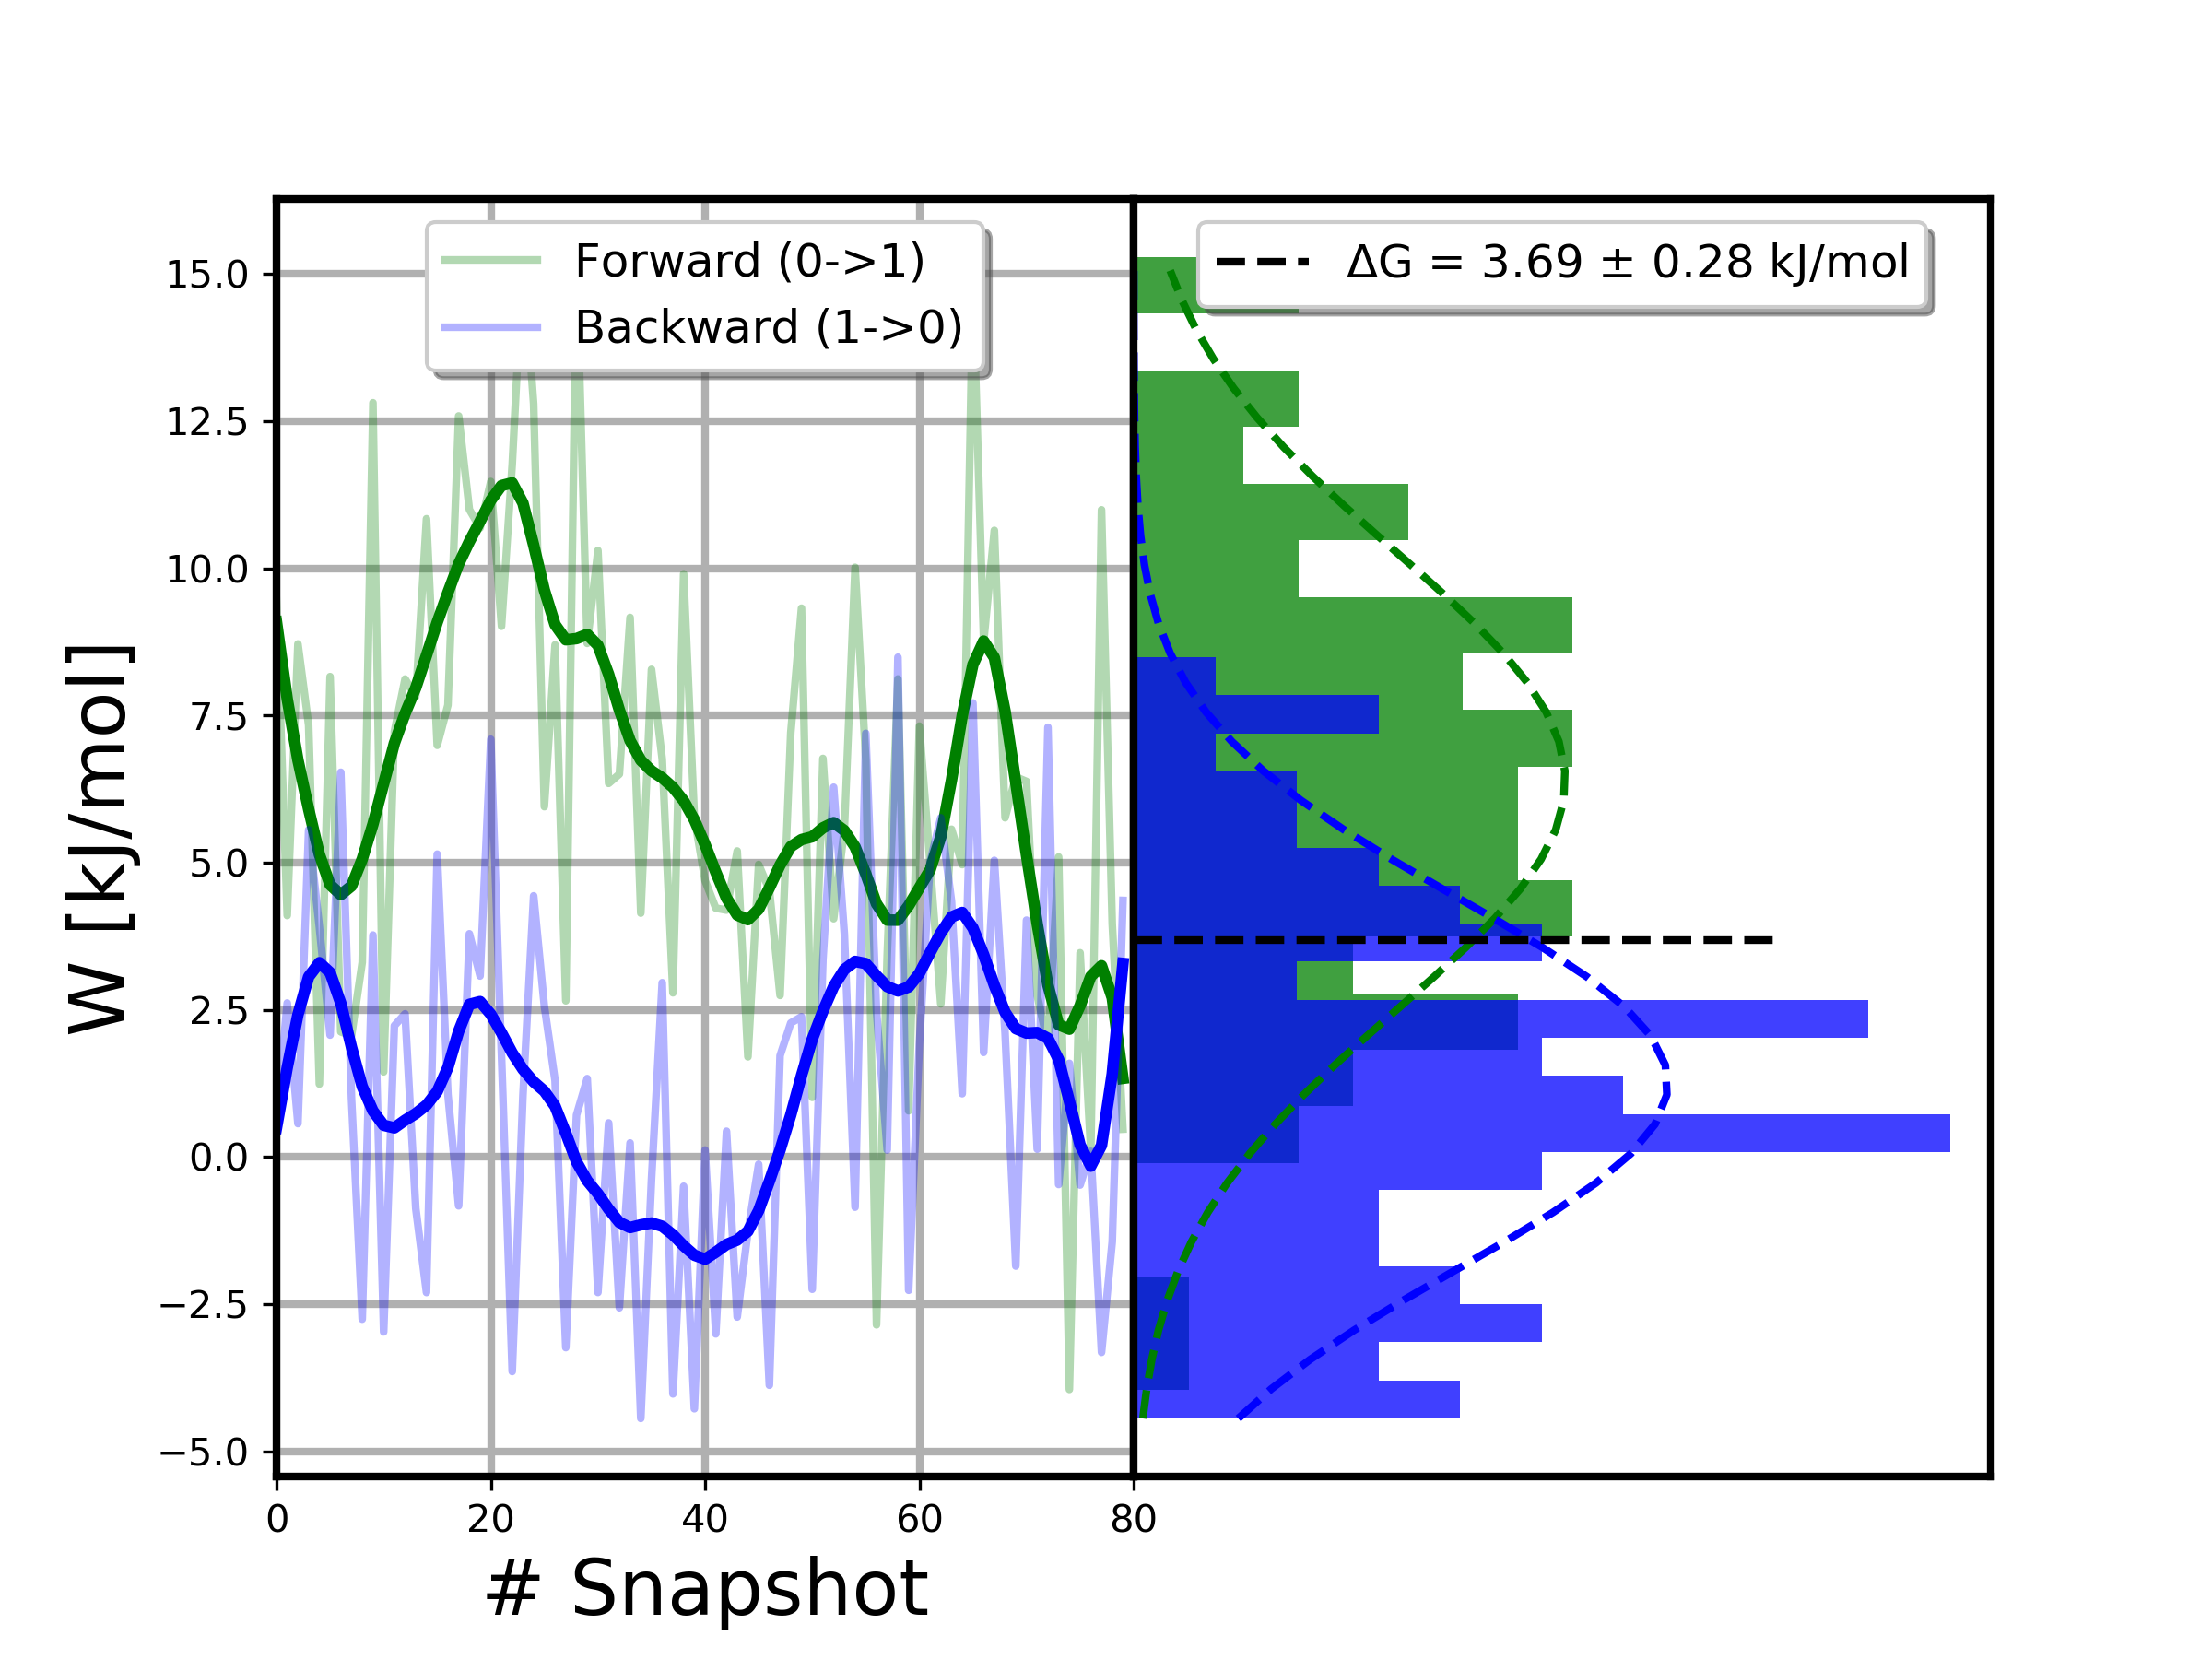 Forward (0->1)
Backward (1->0)
ΔG = 3.69 ± 0.28 kJ/mol
W [kJ/mol]
15.0
12.5
10.0
7.5
5.0
2.5
0.0
−2.5
−5.0
0 20 40 60 80
# Snapshot